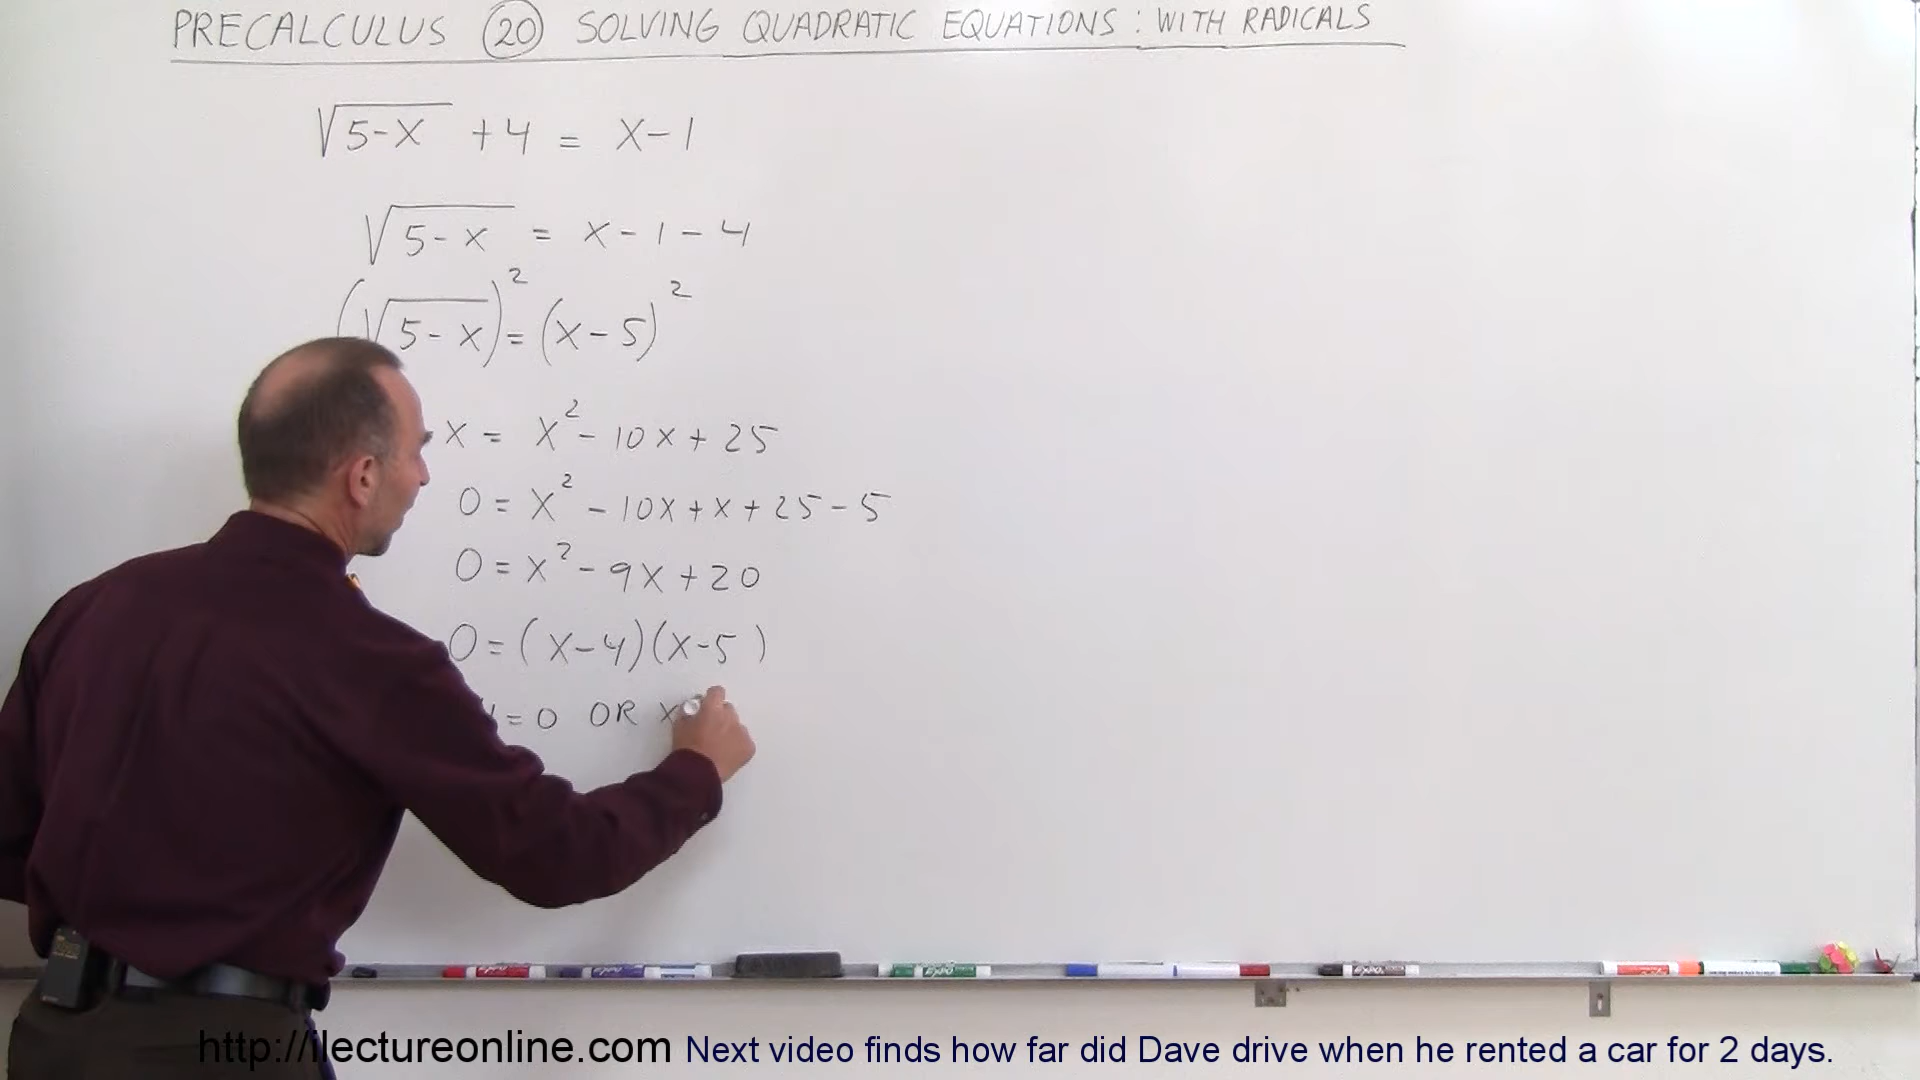 PRECALCULUS 20 SOLVING QUADRATIC EQUATIONS: WITH RADICALS
√5-X +4 = X-1
√5-X = X-1-4
(√5-X)² = (X-5)²
X = X² - 10X + 25
0 = X² - 10X + X + 25 - 5
0 = X² - 9X + 20
0 = (X-4)(X-5)
= 0 OR X
http://ilectureonline.com Next video finds how far did Dave drive when he rented a car for 2 days.